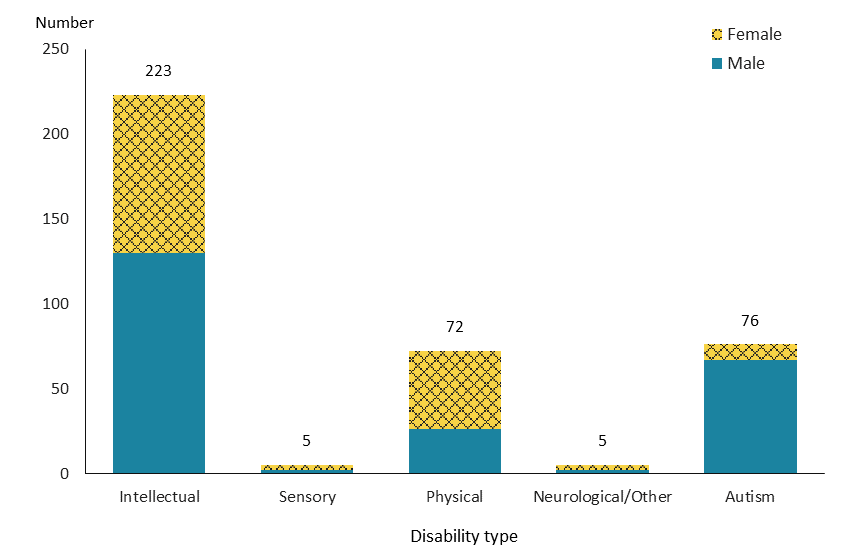 Number
Female
Male
250
200
150
100
50
0
223
5
72
5
76
Intellectual
Sensory
Physical
Neurological/Other
Autism
Disability type